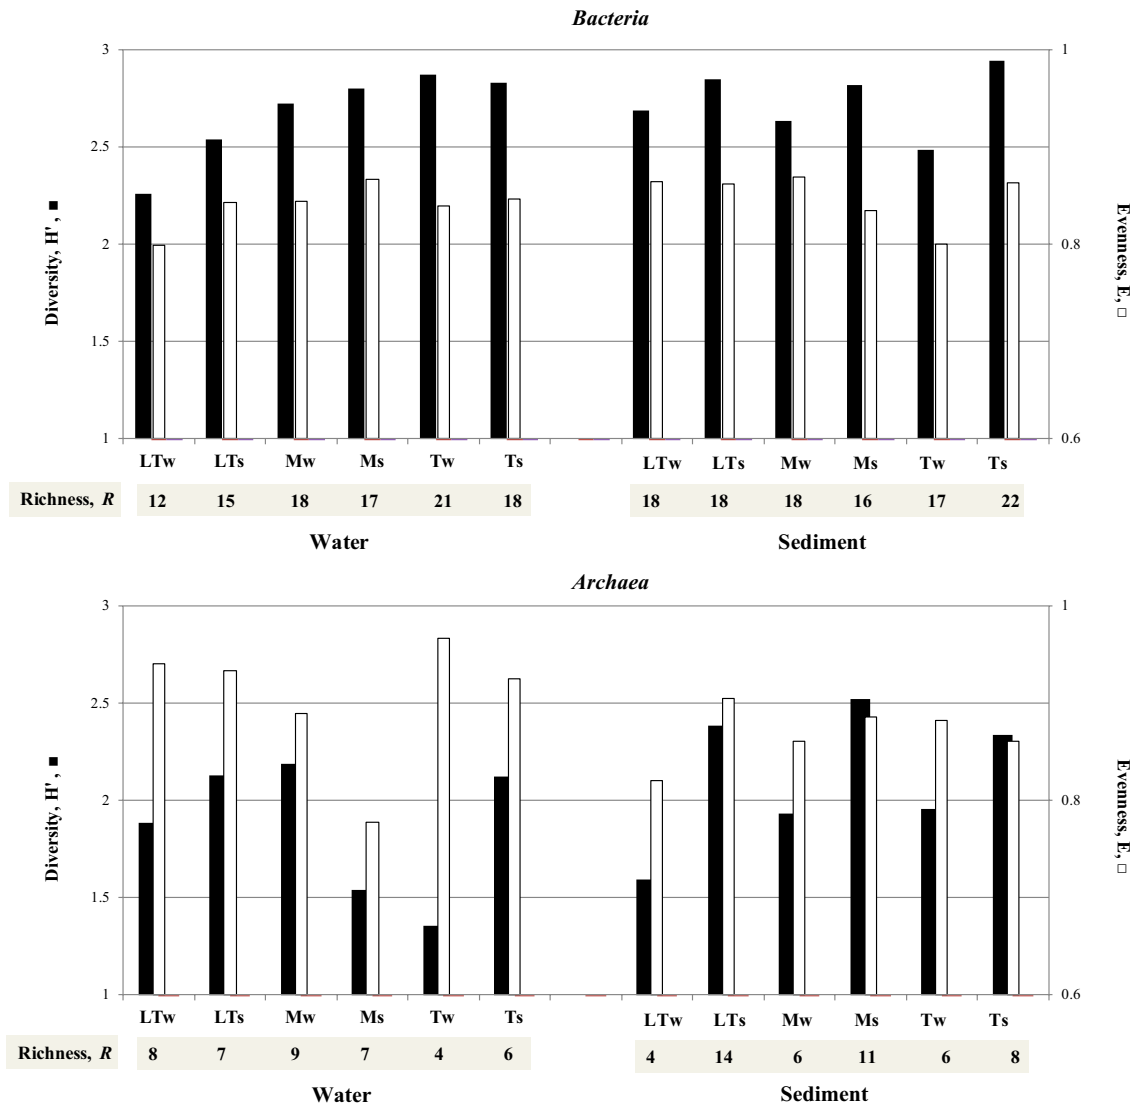 Bacteria
3
2.5
2
1.5
1
1
0.8
0.6
Diversity, H' , ■
Evenness, E, □
LTw LTs Mw Ms Tw Ts LTw LTs Mw Ms Tw Ts
Richness, R 12 15 18 17 21 18 18 18 18 16 17 22
Water Sediment
Archaea
3
2.5
2
1.5
1
1
0.8
0.6
Diversity, H' , ■
Evenness, E, □
LTw LTs Mw Ms Tw Ts LTw LTs Mw Ms Tw Ts
Richness, R 8 7 9 7 4 6 4 14 6 11 6 8
Water Sediment